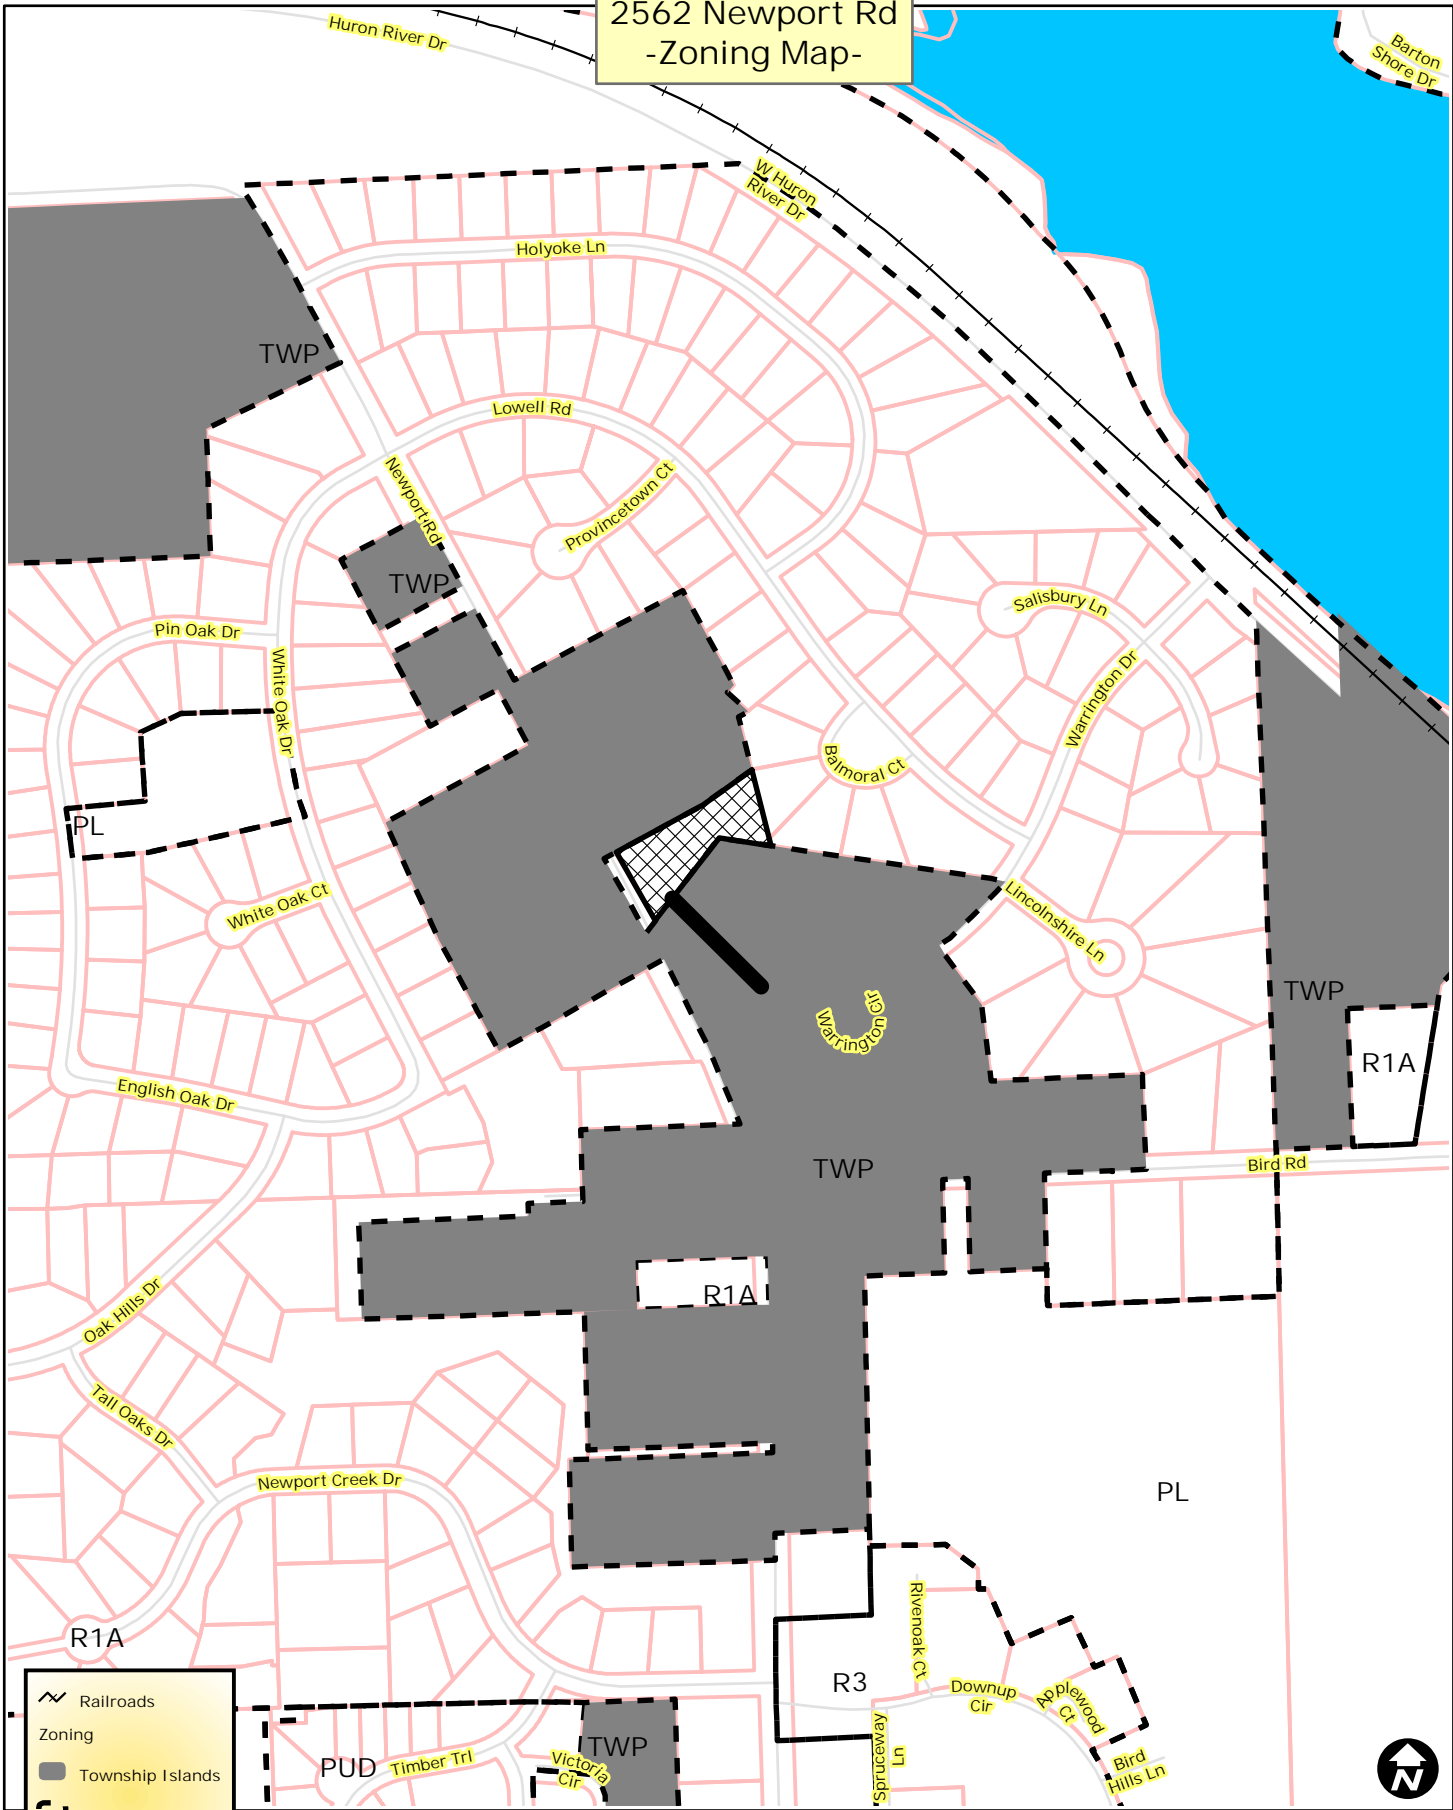 2562 Newport Rd
-Zoning Map-
Huron River Dr
Barton
Shore Dr
W Huron
River Dr
Holyoke Ln
TWP
Lowell Rd
Newport Rd
Provincetown Ct
TWP
Salisbury Ln
Pin Oak Dr
White Oak Dr
Warrington Dr
Balmoral Ct
PL
White Oak Ct
Lincolnshire Ln
TWP
Warrington Cir
R1A
English Oak Dr
TWP
Bird Rd
R1A
Oak Hills Dr
Tall Oaks Dr
Newport Creek Dr
PL
R1A
Rivenoak Ct
R3
Downup
Cir
Applewood
Ct
Railroads
Zoning
Township Islands
PUD
Timber Trl
Victoria
Cir
TWP
Spruceway
Ln
Bird
Hills Ln
N